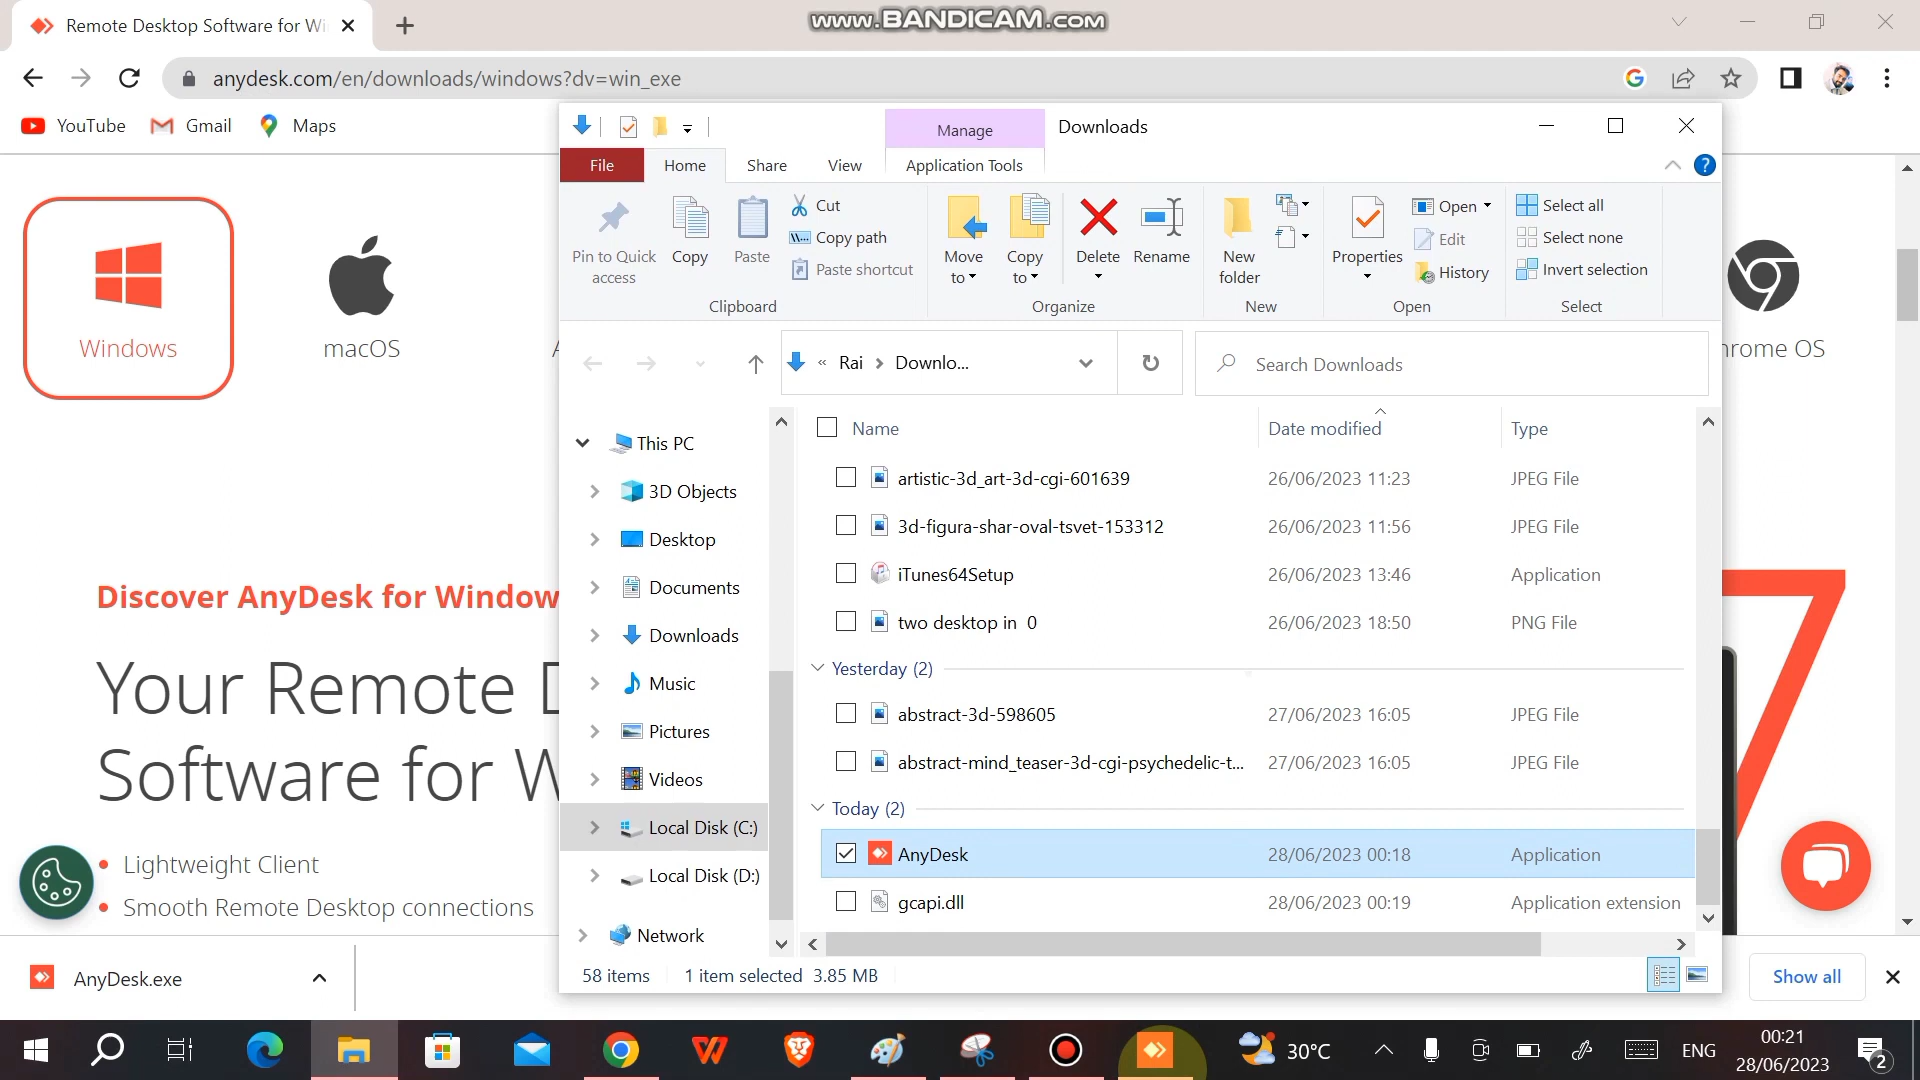 Remote Desktop Software for Wi
www.BANDICAM.com
anydesk.com/en/downloads/windows?dv=win_exe
YouTube
Gmail
Maps
Manage
Downloads
File
Home
Share
View
Application Tools
Pin to Quick access
Copy
Paste
Cut
Copy path
Paste shortcut
Clipboard
Move to
Copy to
Delete
Rename
Organize
New folder
New
Properties
Open
Edit
History
Open
Select all
Select none
Invert selection
Select
Windows
macOS
hrome OS
« Rai > Downlo...
Search Downloads
This PC
3D Objects
Desktop
Documents
Downloads
Music
Pictures
Videos
Local Disk (C:)
Local Disk (D:)
Network
Name
Date modified
Type
artistic-3d_art-3d-cgi-601639 26/06/2023 11:23 JPEG File
3d-figura-shar-oval-tsvet-153312 26/06/2023 11:56 JPEG File
iTunes64Setup 26/06/2023 13:46 Application
two desktop in 0 26/06/2023 18:50 PNG File
Yesterday (2)
abstract-3d-598605 27/06/2023 16:05 JPEG File
abstract-mind_teaser-3d-cgi-psychedelic-t... 27/06/2023 16:05 JPEG File
Today (2)
AnyDesk 28/06/2023 00:18 Application
gcapi.dll 28/06/2023 00:19 Application extension
58 items
1 item selected 3.85 MB
Discover AnyDesk for Window
Your Remote D
Software for W
Lightweight Client
Smooth Remote Desktop connections
7
AnyDesk.exe
Show all
30°C
ENG
00:21
28/06/2023
2